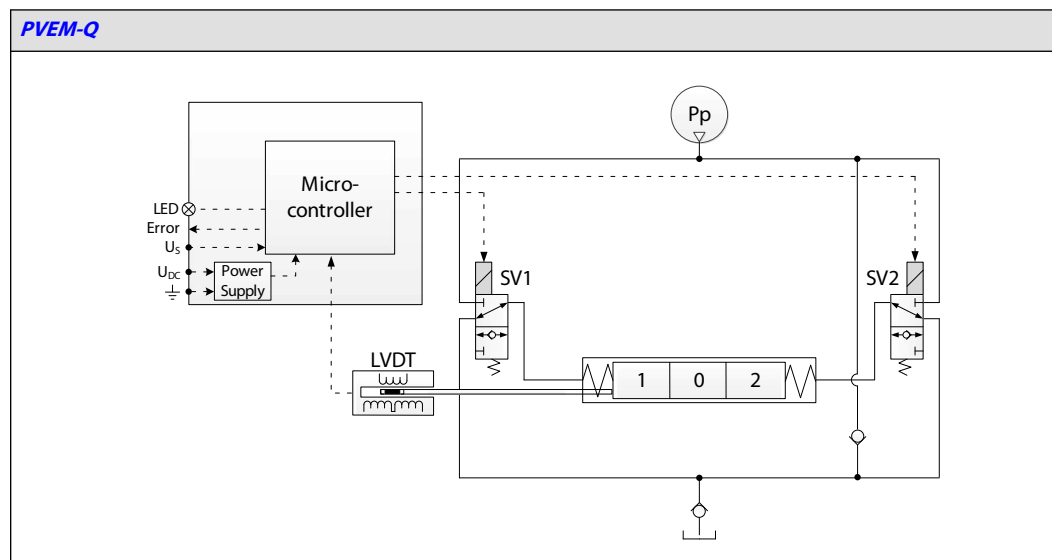 PVEM-Q
Pp
Micro-
controller
LED
Error
US
UDC
Power
Supply
SV1
SV2
LVDT
1 0 2